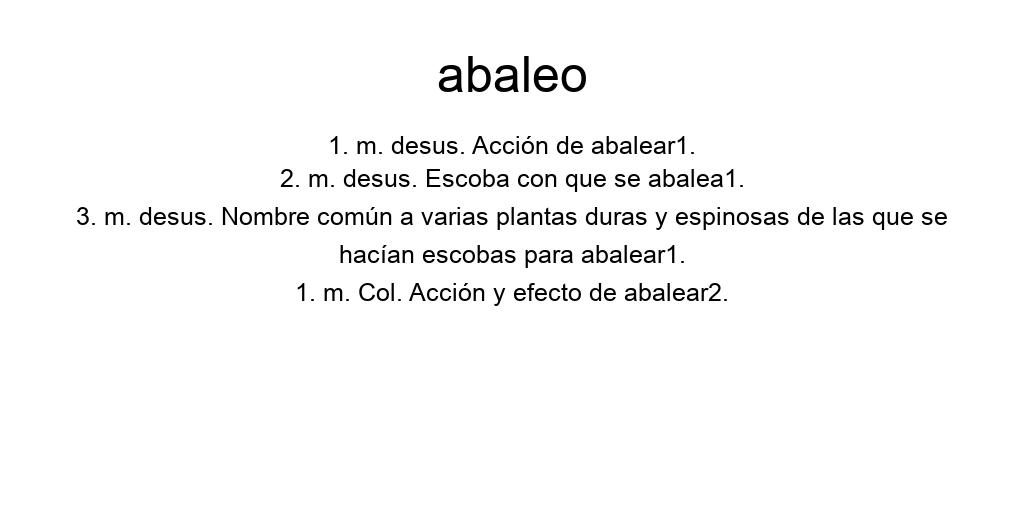 abaleo
1. m. desus. Acción de abalear1.
2. m. desus. Escoba con que se abalea1.
3. m. desus. Nombre común a varias plantas duras y espinosas de las que se
hacían escobas para abalear1.
1. m. Col. Acción y efecto de abalear2.